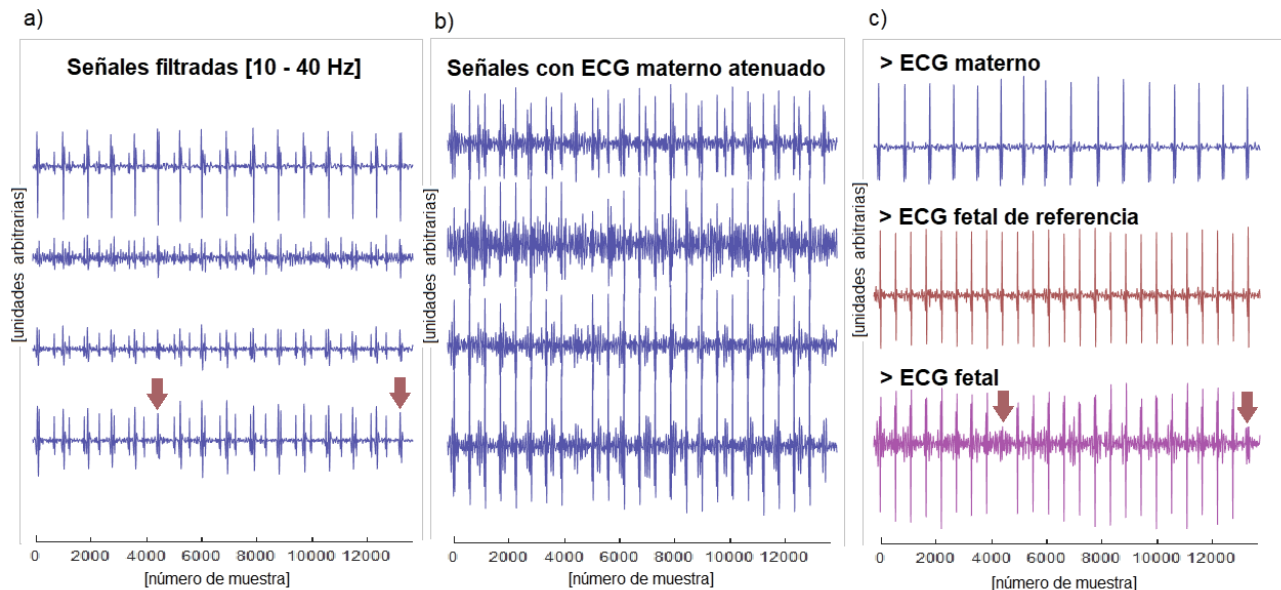 a)
Señales filtradas [10 - 40 Hz]
[unidades arbitrarias]
0 2000 4000 6000 8000 10000 12000
[número de muestra]
b)
Señales con ECG materno atenuado
[unidades arbitrarias]
0 2000 4000 6000 8000 10000 12000
[número de muestra]
c)
> ECG materno
> ECG fetal de referencia
> ECG fetal
[unidades arbitrarias]
0 2000 4000 6000 8000 10000 12000
[número de muestra]